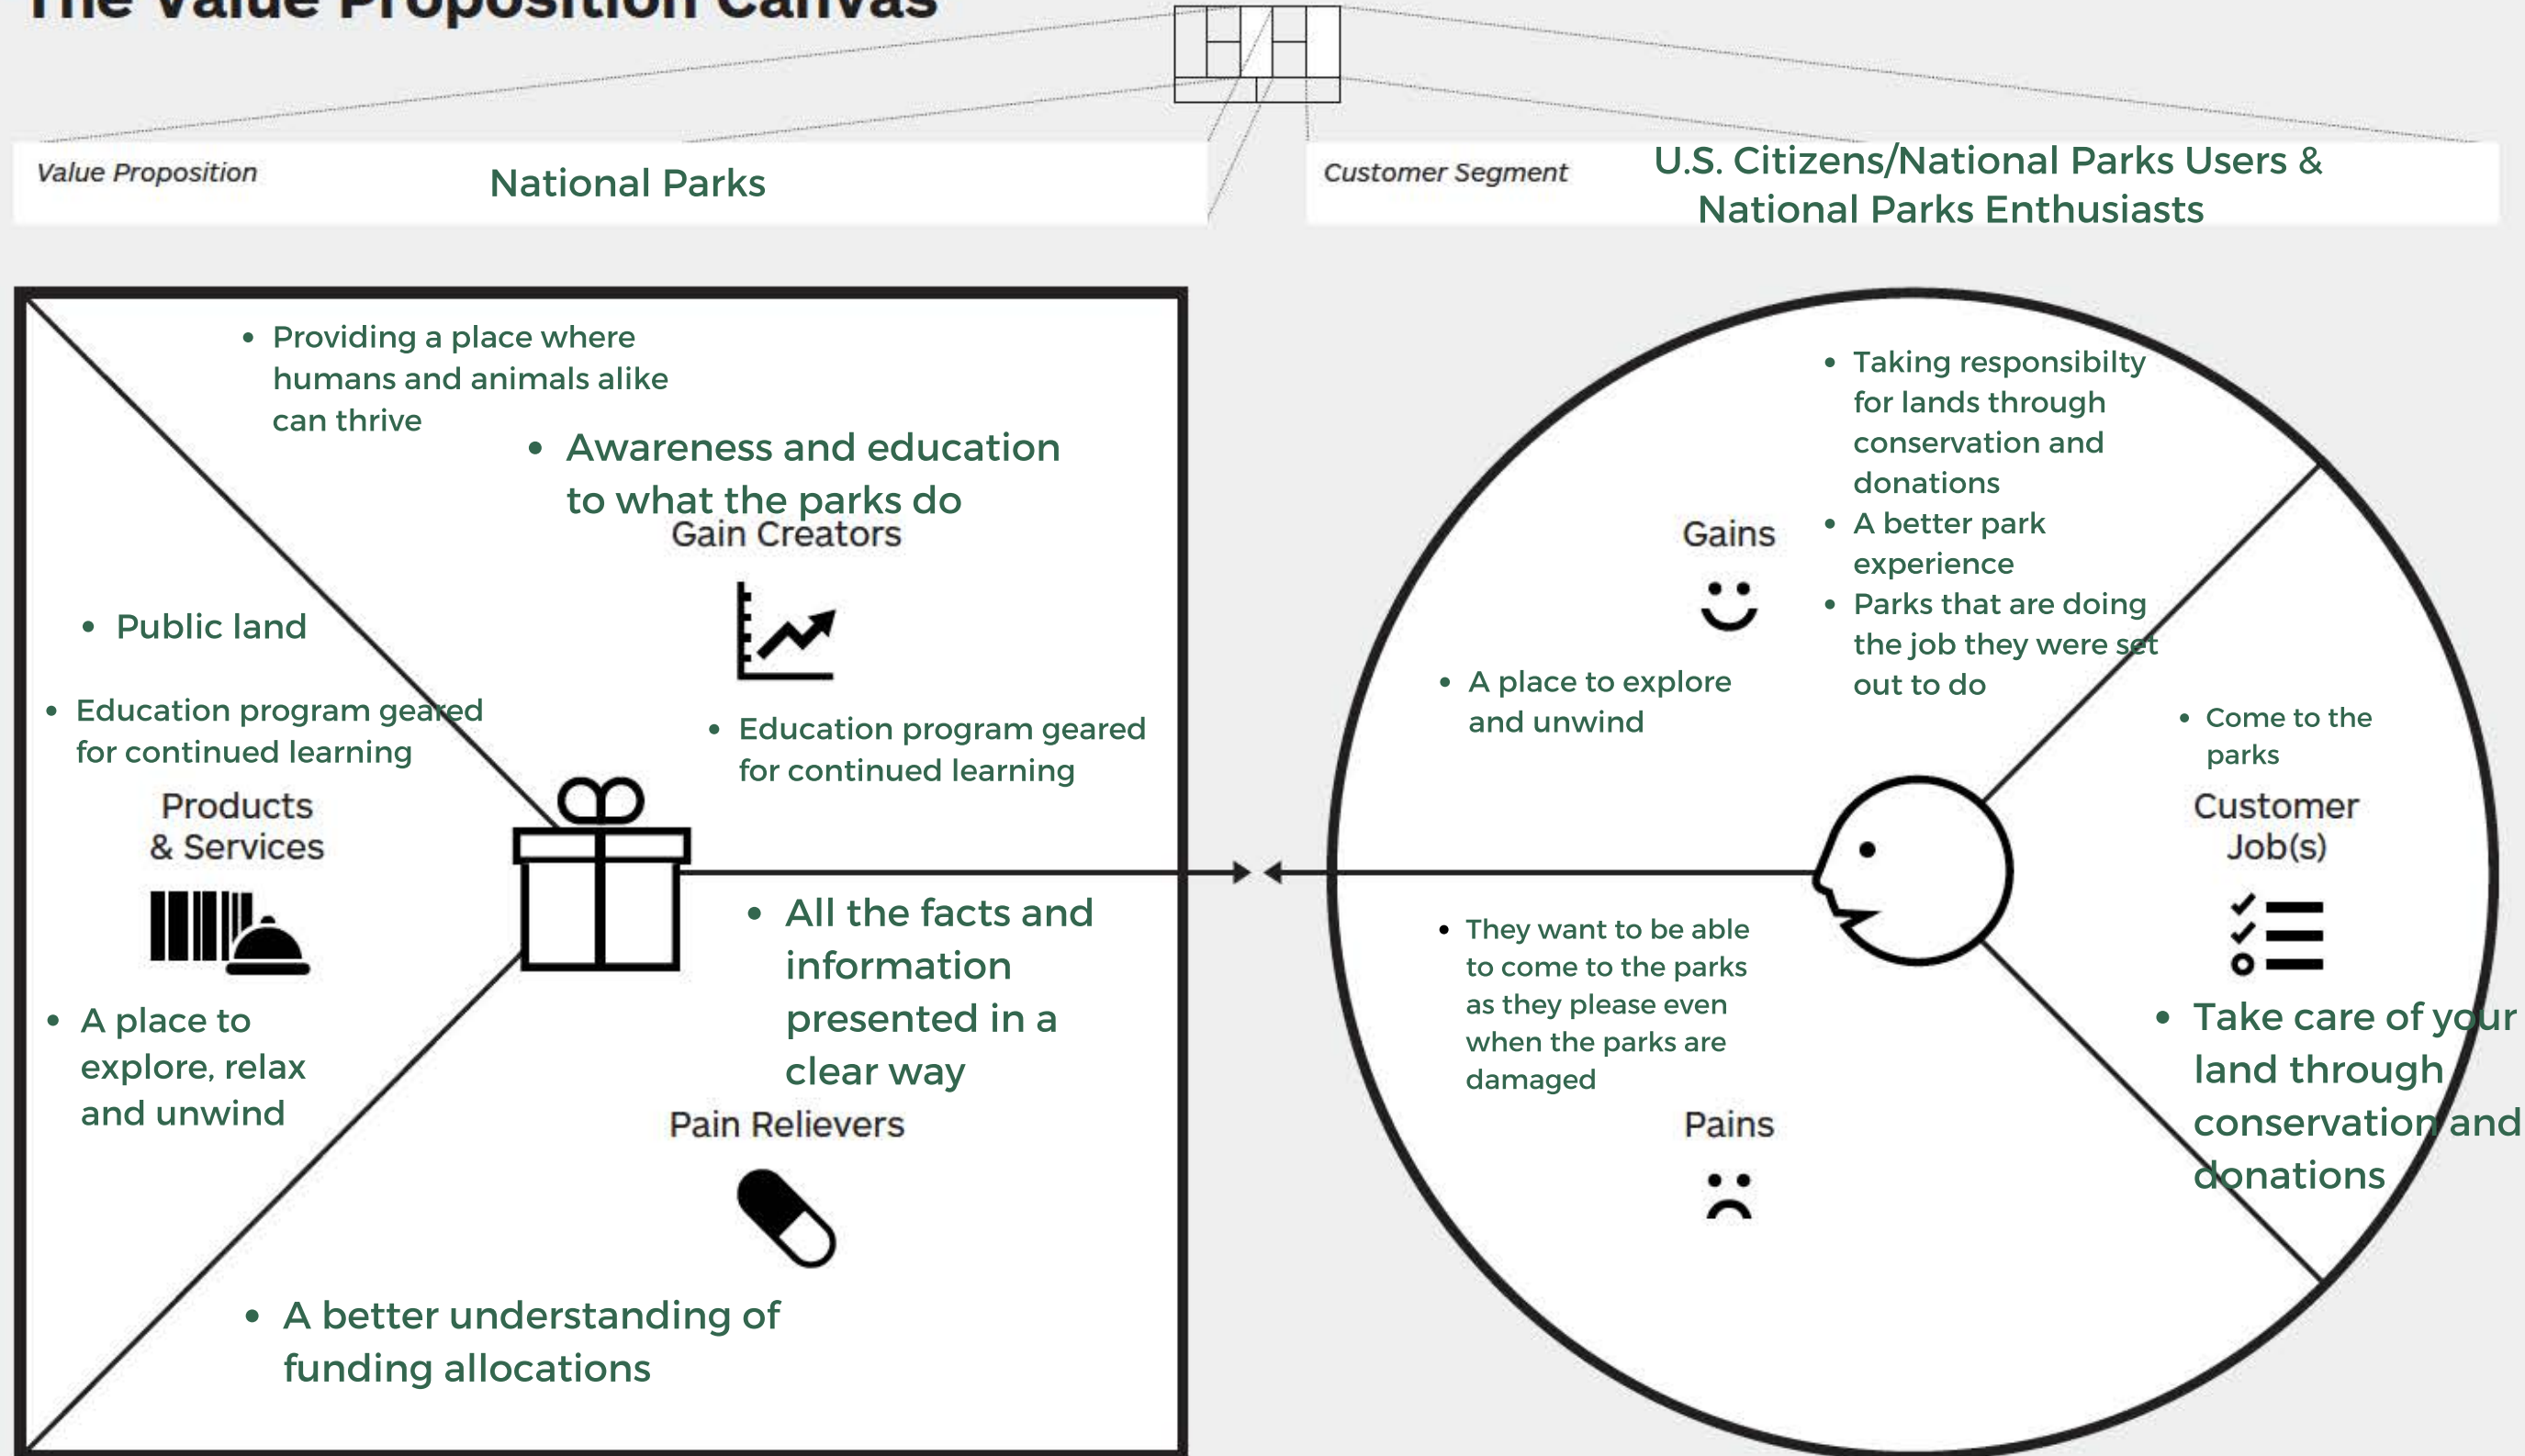 The Value Proposition Canvas
Value Proposition
National Parks
Customer Segment
U.S. Citizens/National Parks Users &
National Parks Enthusiasts
• Providing a place where
humans and animals alike
can thrive
• Awareness and education
to what the parks do
Gain Creators
• Education program geared
for continued learning
• Public land
• Education program geared
for continued learning
Products
& Services
• A place to
explore, relax
and unwind
• All the facts and
information
presented in a
clear way
Pain Relievers
• A better understanding of
funding allocations
• Taking responsibilty
for lands through
conservation and
donations
• A better park
experience
• Parks that are doing
the job they were set
out to do
Gains
• A place to explore
and unwind
• Come to the
parks
Customer
Job(s)
• Take care of your
land through
conservation and
donations
• They want to be able
to come to the parks
as they please even
when the parks are
damaged
Pains